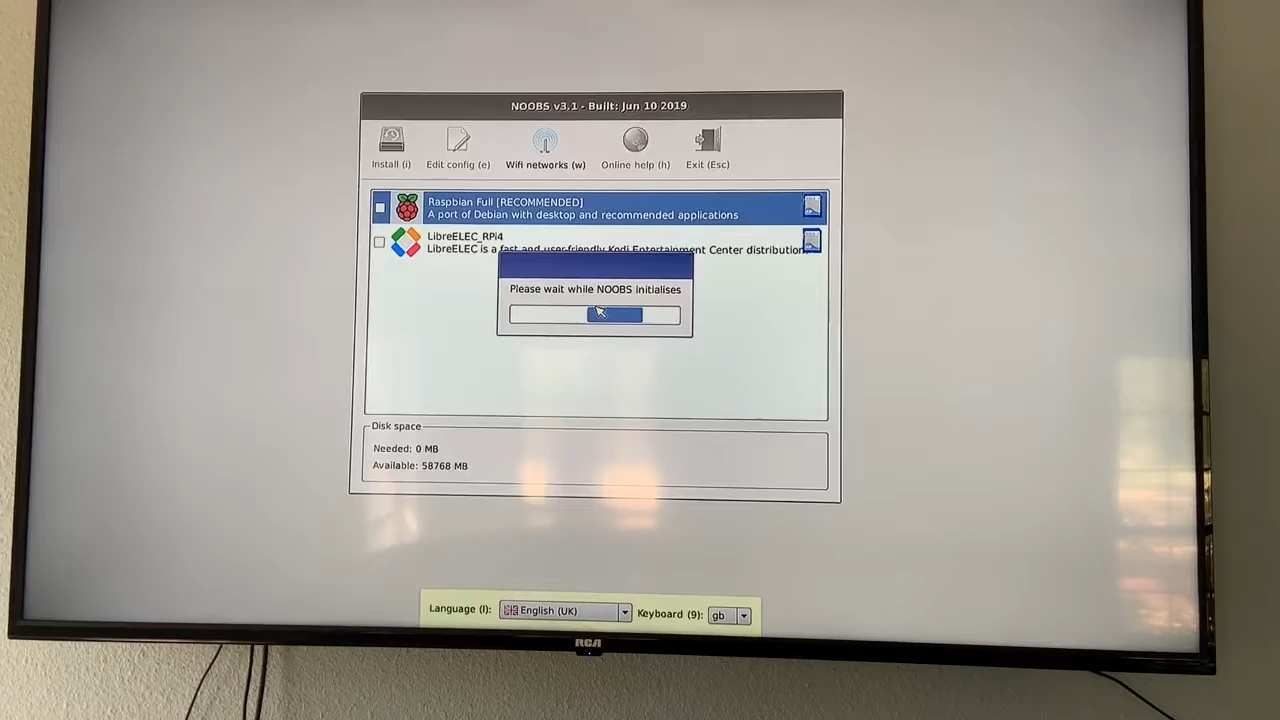 NOOBS v3.1 - Built: Jun 10 2019
Install (i)
Edit config (e)
Wifi networks (w)
Online help (h)
Exit (Esc)
Raspbian Full [RECOMMENDED]
A port of Debian with desktop and recommended applications
LibreELEC_RPi4
LibreELEC is a fast and user-friendly Kodi Entertainment Center distribution
Please wait while NOOBS initialises
Disk space
Needed: 0 MB
Available: 58768 MB
Language (l):
English (UK)
Keyboard (9):
gb
RCA